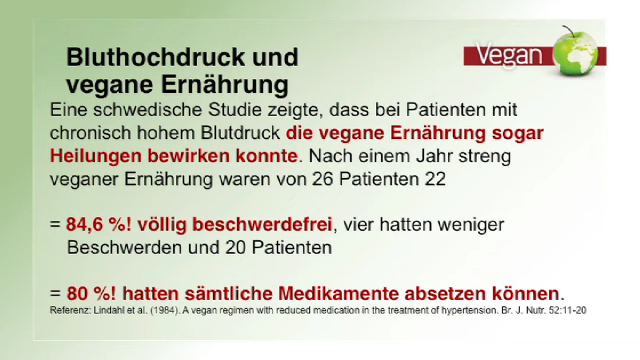 Bluthochdruck und
vegane Ernährung
Vegan
Eine schwedische Studie zeigte, dass bei Patienten mit
chronisch hohem Blutdruck die vegane Ernährung sogar
Heilungen bewirken konnte. Nach einem Jahr streng
veganer Ernährung waren von 26 Patienten 22
= 84,6 %! völlig beschwerdefrei, vier hatten weniger
Beschwerden und 20 Patienten
= 80 %! hatten sämtliche Medikamente absetzen können.
Referenz: Lindahl et al. (1984). A vegan regimen with reduced medication in the treatment of hypertension. Br. J. Nutr. 52:11-20